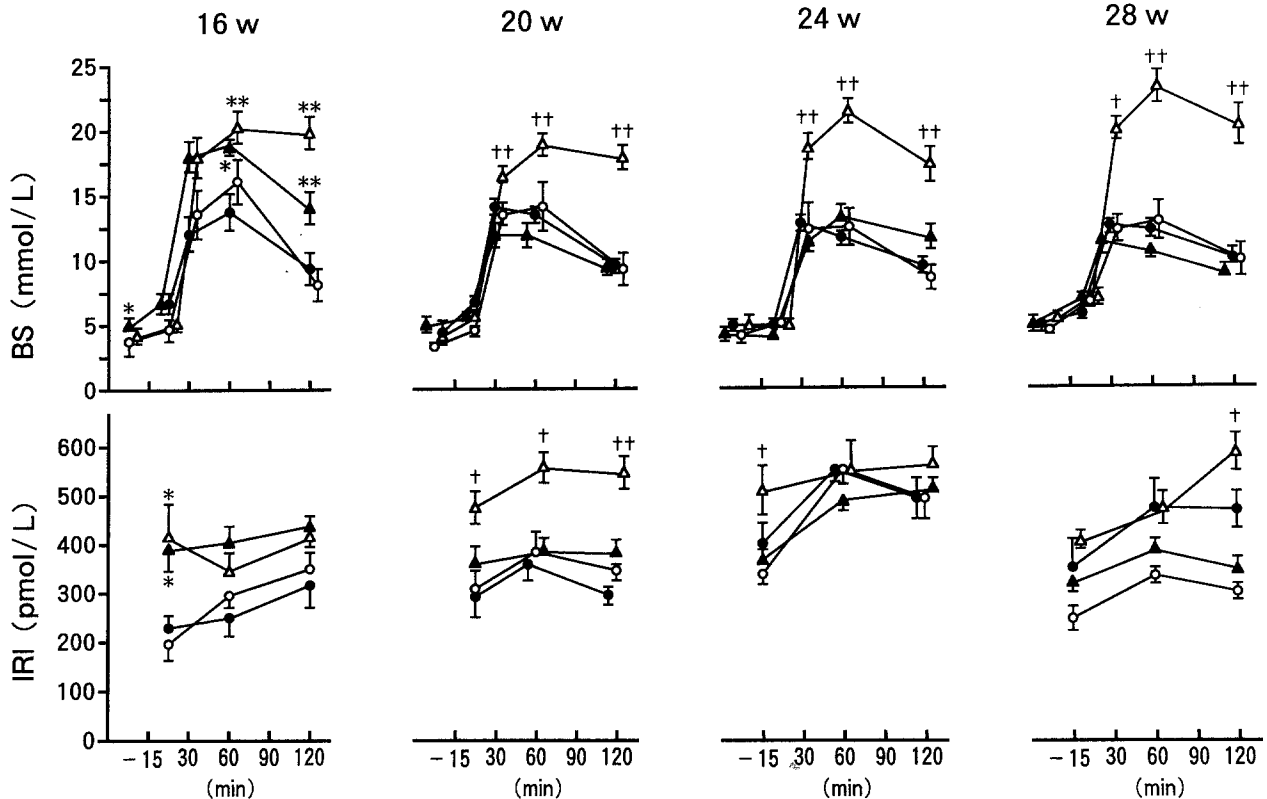 16 w 20 w 24 w 28 w
BS (mmol/L)
25
20
15
10
5
0
** ** * ** *
†† †† ††
†† †† ††
† †† ††
IRI (pmol/L)
600
500
400
300
200
100
0
* *
† † ††
†
†
-15 30 60 90 120 -15 30 60 90 120 -15 30 60 90 120 -15 30 60 90 120
(min) (min) (min) (min)